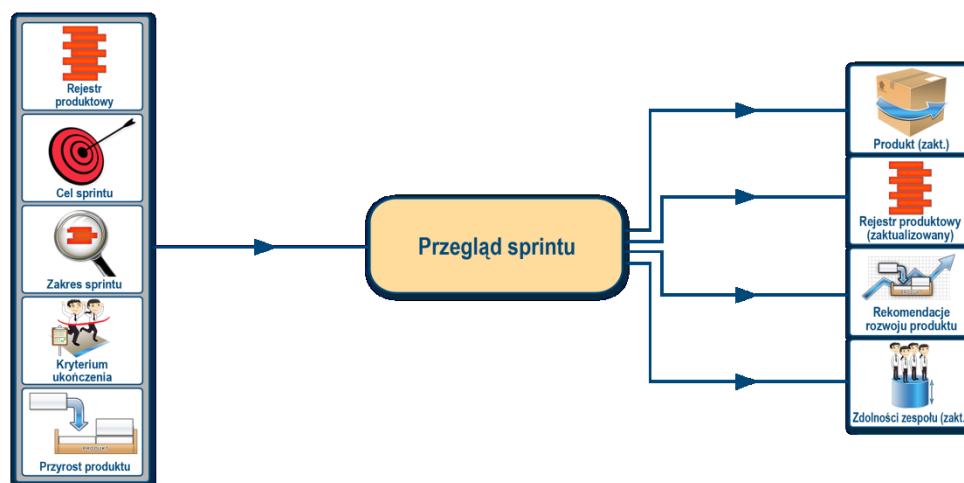 Rejestr
produktowy
Cel sprintu
Zakres sprintu
Kryterium
ukończenia
PRODUKT
Przyrost produktu
Przegląd sprintu
Produkt (zakt.)
Rejestr produktowy
(zaktualizowany)
Rekomendacje
rozwoju produktu
Zdolności zespołu (zakt.